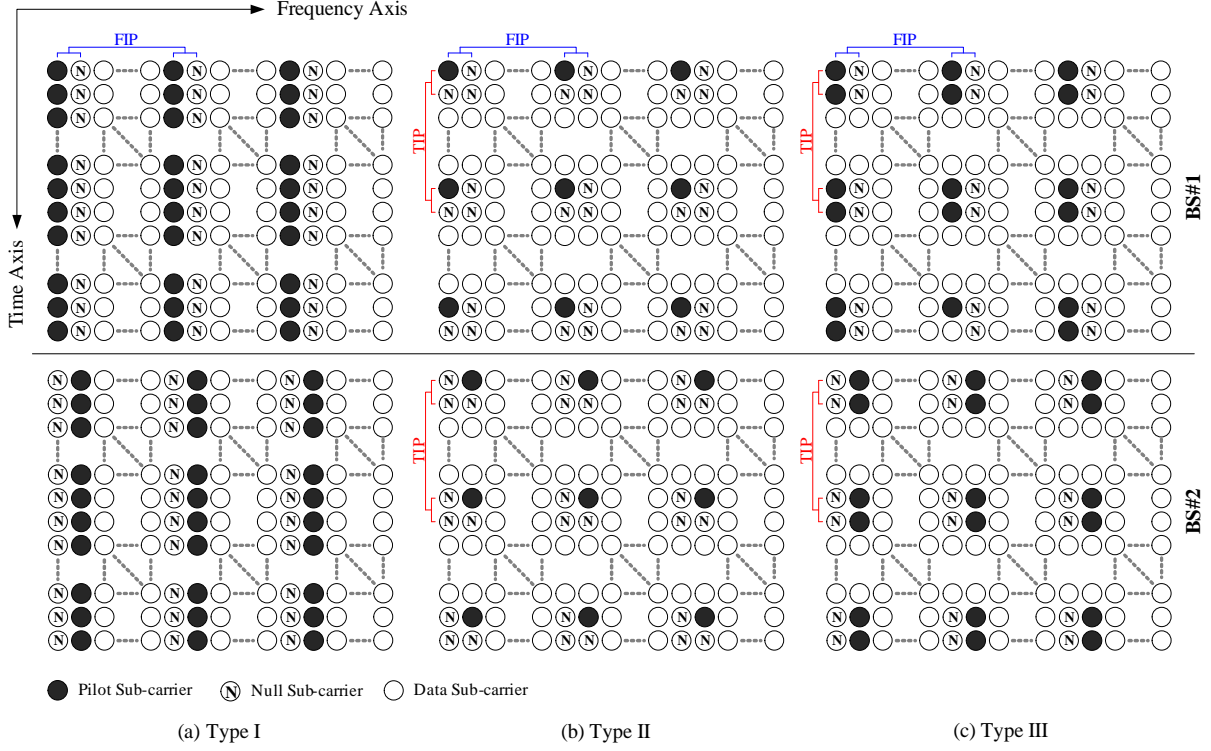 Frequency Axis
FIP FIP FIP
N N N N N N N N N
N N N N N N N N N N N N
N N N
TIP TIP
N N N
N N N N N N N N N
N N N N N N N N N N N N
N N N
N N N
N N N N N N N N N
N N N N N N N N N N N N
BS#1
Time Axis
N N N N N N N N N
N N N N N N N N N N N N
N N N
TIP TIP
N N N
N N N N N N N N N
N N N N N N N N N N N N
N N N
N N N
N N N N N N N N N
N N N N N N N N N N N N
BS#2
Pilot Sub-carrier N Null Sub-carrier Data Sub-carrier
(a) Type I (b) Type II (c) Type III